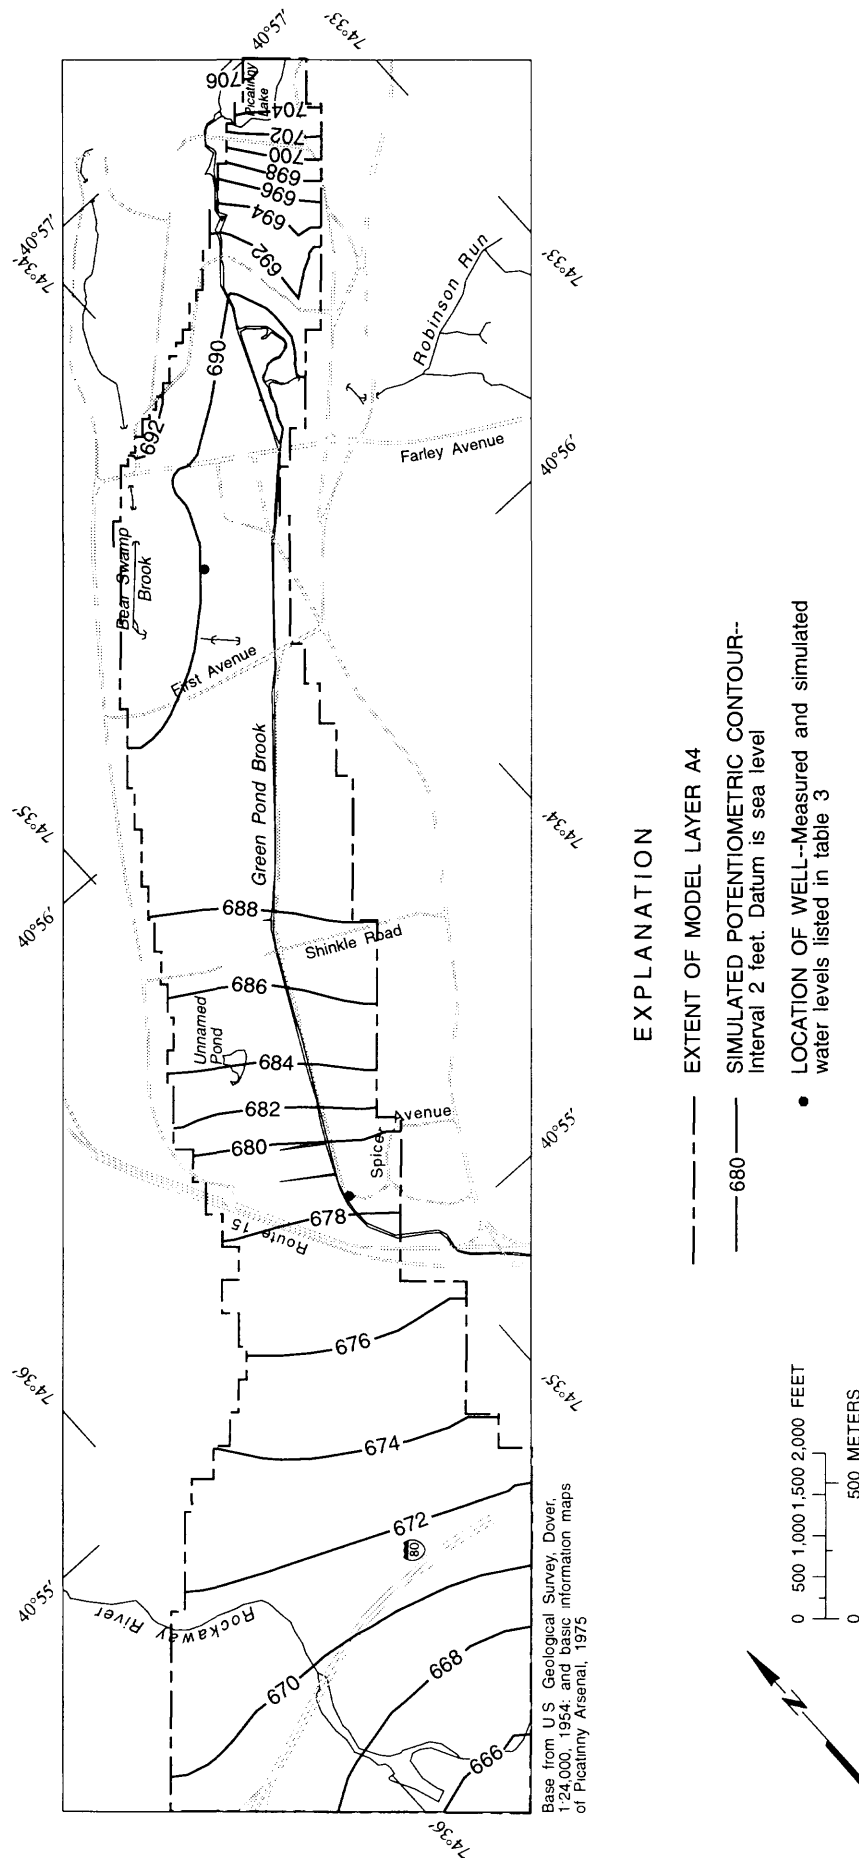 40°57'
74°33'
706
Picatinny
Lake
704
702
700
698
696
694
692
40°57'
74°34'
74°33'
Robinson Run
690
692
Farley Avenue
40°56'
Bear Swamp
Brook
First Avenue
Green Pond Brook
74°35'
74°34'
40°56'
688
Shinkle Road
686
Unnamed
Pond
684
682
Spicer
Avenue
680
40°55'
678
Route 15
676
74°36'
74°35'
674
672
80
40°55'
Rockaway River
670
668
666
74°36'
Base from U S Geological Survey, Dover,
1:24,000, 1954: and basic information maps
of Picatinny Arsenal, 1975
EXPLANATION
EXTENT OF MODEL LAYER A4
680
SIMULATED POTENTIOMETRIC CONTOUR--
Interval 2 feet. Datum is sea level
LOCATION OF WELL--Measured and simulated
water levels listed in table 3
0 500 1,000 1,500 2,000 FEET
0 500 METERS
N